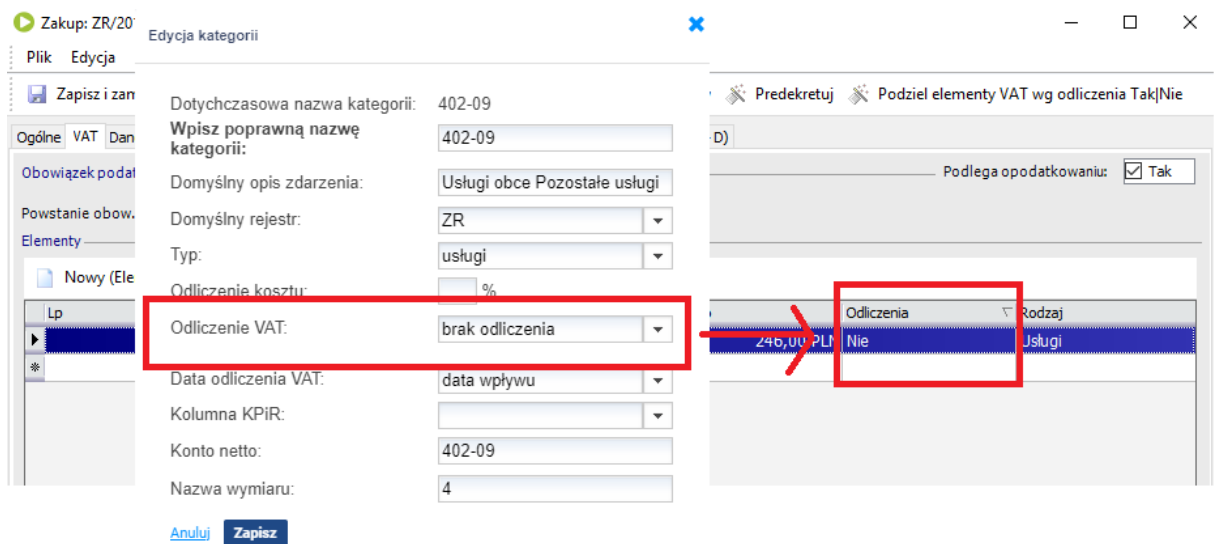 Zakup: ZR/20
Edycja kategorii
Plik Edycja
Zapisz i zam
Predekretuj Podziel elementy VAT wg odliczenia Tak|Nie
Dotychczasowa nazwa kategorii: 402-09
Ogólne VAT Dan
D)
Wpisz poprawną nazwę kategorii: 402-09
Obowiązek podat
Podlega opodatkowaniu: Tak
Domyślny opis zdarzenia: Usługi obce Pozostałe usługi
Powstanie obow.
Domyślny rejestr: ZR
Elementy
Typ: usługi
Nowy (Ele
Odliczenie kosztu: %
Lp
Odliczenia Rodzaj
Odliczenie VAT: brak odliczenia
246,00 PLN Nie Usługi
Data odliczenia VAT: data wpływu
Kolumna KPiR:
Konto netto: 402-09
Nazwa wymiaru: 4
Anuluj Zapisz